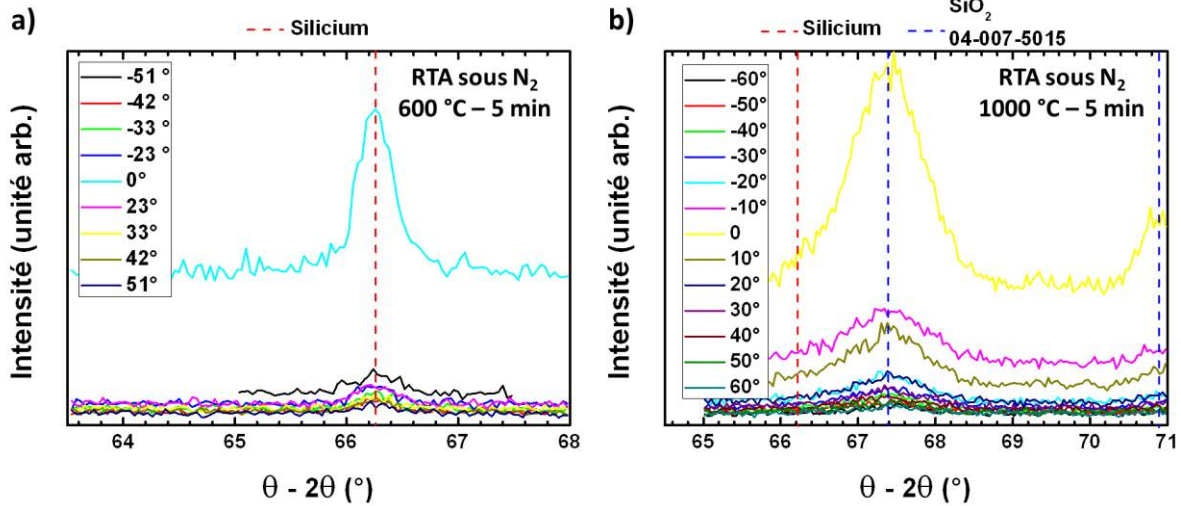 a)
Silicium
RTA sous N2
600 °C – 5 min
-51 °
-42 °
-33 °
-23 °
0°
23°
33°
42°
51°
Intensité (unité arb.)
64 65 66 67 68
θ - 2θ (°)
b)
Silicium
SiO2
04-007-5015
RTA sous N2
1000 °C – 5 min
-60°
-50°
-40°
-30°
-20°
-10°
0
10°
20°
30°
40°
50°
60°
Intensité (unité arb.)
65 66 67 68 69 70 71
θ - 2θ (°)